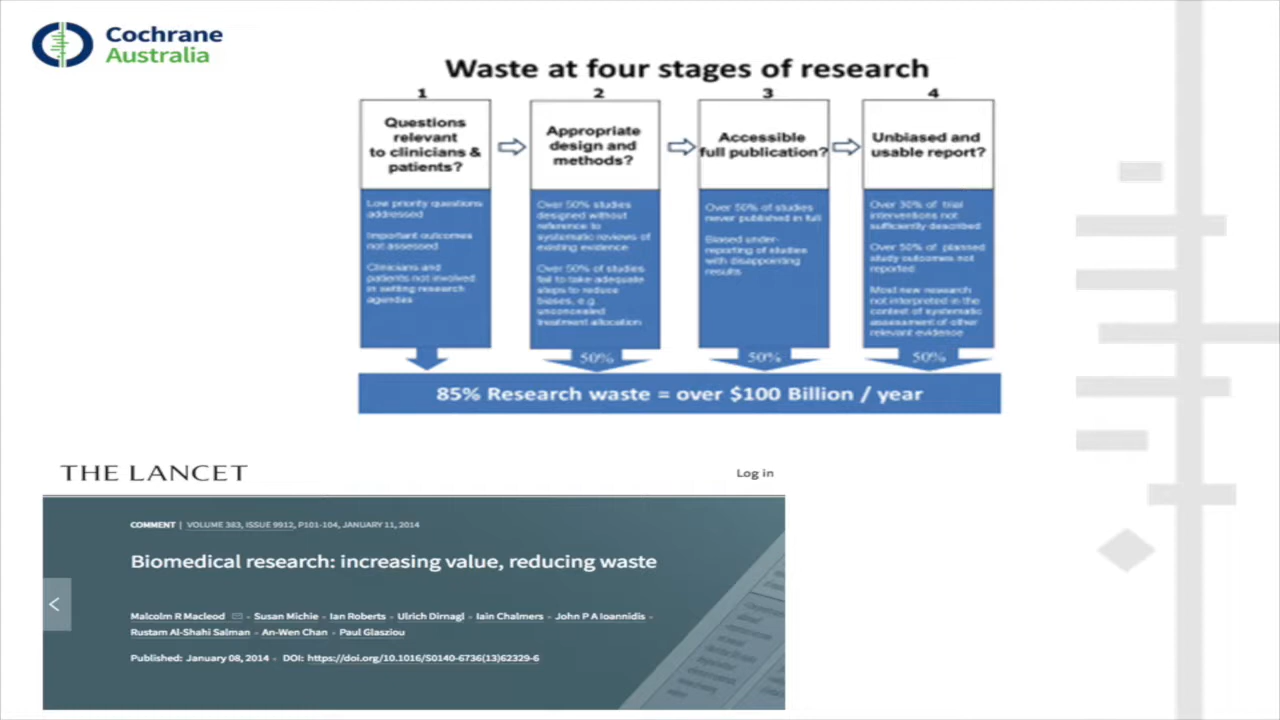 Cochrane
Australia
Waste at four stages of research
1
2
3
4
Questions
relevant
to clinicians &
patients?
Appropriate
design and
methods?
Accessible
full publication?
Unbiased and
usable report?
Low priority questions
addressed
Important outcomes
not assessed
Clinicians and
patients not involved
in setting research
agendas
Over 50% studies
designed without
reference to
systematic reviews of
existing evidence
Over 50% of studies
fail to take adequate
steps to reduce
biases, e.g.
unconcealed
treatment allocation
Over 50% of studies
never published in full
Biased under-
reporting of studies
with disappointing
results
Over 30% of trial
interventions not
sufficiently described
Over 50% of planned
study outcomes not
reported
Most new research
not interpreted in the
context of systematic
assessment of other
relevant evidence
50%
50%
50%
85% Research waste = over $100 Billion / year
THE LANCET
Log in
COMMENT | VOLUME 383, ISSUE 9912, P101-104, JANUARY 11, 2014
Biomedical research: increasing value, reducing waste
Malcolm R Macleod • Susan Michie • Ian Roberts • Ulrich Dirnagl • Iain Chalmers • John P A Ioannidis •
Rustam Al-Shahi Salman • An-Wen Chan • Paul Glasziou
Published: January 08, 2014 • DOI: https://doi.org/10.1016/S0140-6736(13)62329-6